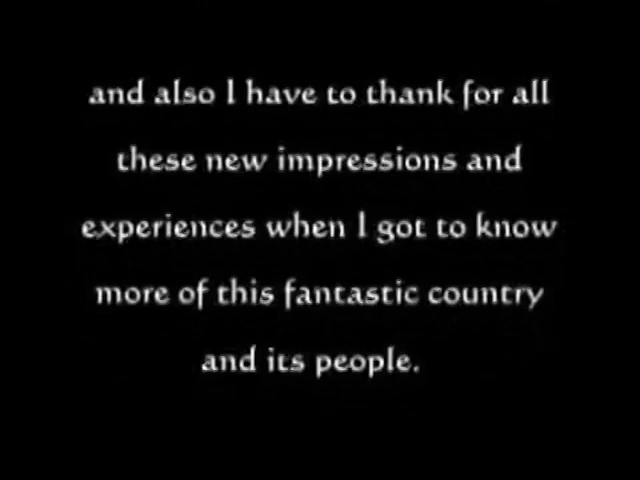 and also I have to thank for all
these new impressions and
experiences when I got to know
more of this fantastic country
and its people.